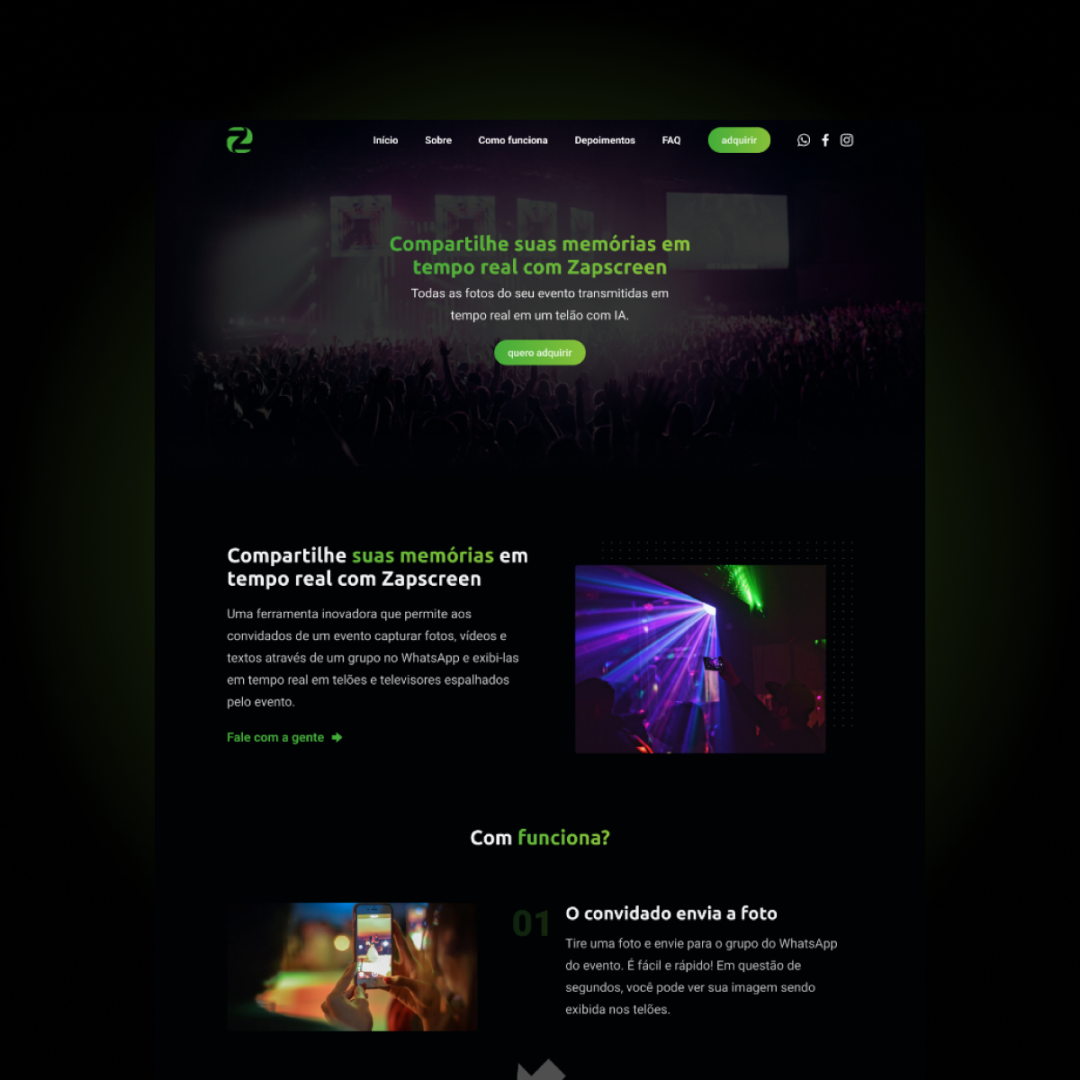 Início Sobre Como funciona Depoimentos FAQ adquirir
Compartilhe suas memórias em
tempo real com Zapscreen
Todas as fotos do seu evento transmitidas em
tempo real em um telão com IA.
quero adquirir
Compartilhe suas memórias em
tempo real com Zapscreen
Uma ferramenta inovadora que permite aos
convidados de um evento capturar fotos, vídeos e
textos através de um grupo no WhatsApp e exibi-las
em tempo real em telões e televisores espalhados
pelo evento.
Fale com a gente
Com funciona?
01
O convidado envia a foto
Tire uma foto e envie para o grupo do WhatsApp
do evento. É fácil e rápido! Em questão de
segundos, você pode ver sua imagem sendo
exibida nos telões.